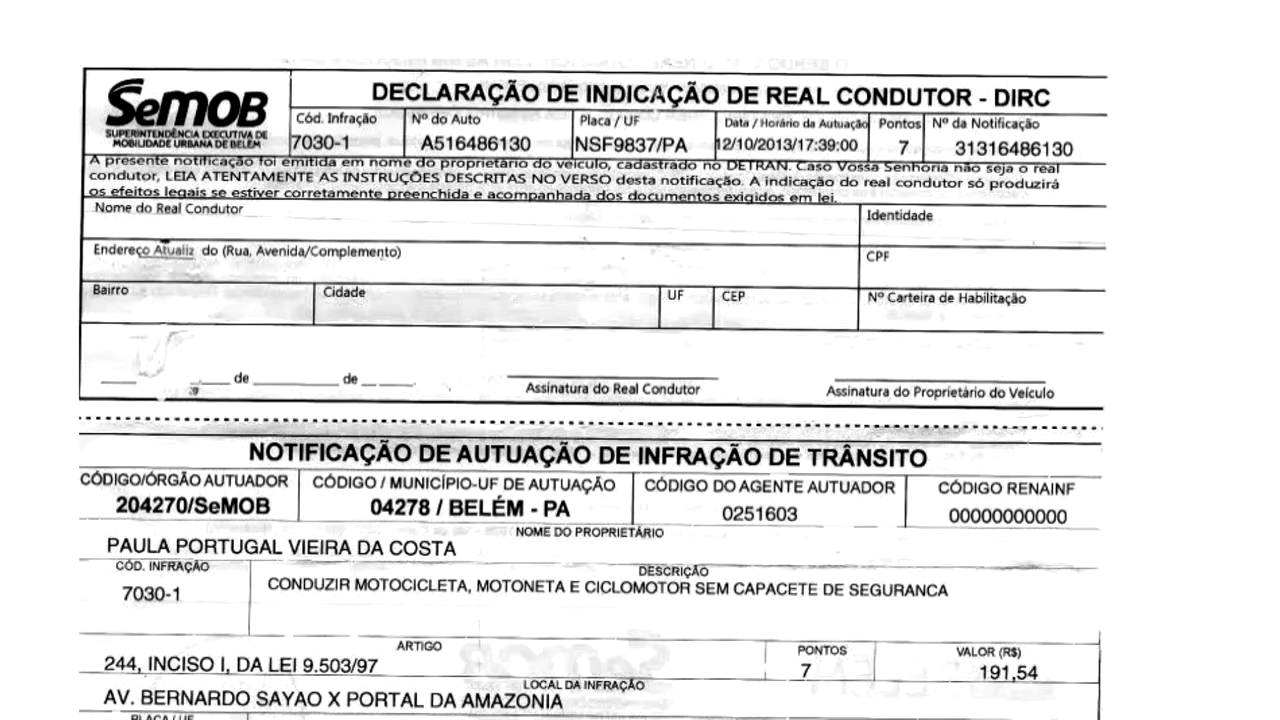 SeMOB
SUPERINTENDÊNCIA EXECUTIVA DE
MOBILIDADE URBANA DE BELÉM
DECLARAÇÃO DE INDICAÇÃO DE REAL CONDUTOR - DIRC
Cód. Infração Nº do Auto Placa / UF Data / Horário da Autuação Pontos Nº da Notificação
7030-1 A516486130 NSF9837/PA 12/10/2013/17:39:00 7 31316486130
A presente notificação foi emitida em nome do proprietário do veículo, cadastrado no DETRAN. Caso Vossa Senhoria não seja o real
condutor, LEIA ATENTAMENTE AS INSTRUÇÕES DESCRITAS NO VERSO desta notificação. A indicação do real condutor só produzirá
os efeitos legais se estiver corretamente preenchida e acompanhada dos documentos exigidos em lei.
Nome do Real Condutor Identidade
Endereço Atualiz do (Rua, Avenida/Complemento) CPF
Bairro Cidade UF CEP Nº Carteira de Habilitação
de de
Assinatura do Real Condutor Assinatura do Proprietário do Veículo
NOTIFICAÇÃO DE AUTUAÇÃO DE INFRAÇÃO DE TRÂNSITO
CÓDIGO/ÓRGÃO AUTUADOR CÓDIGO / MUNICÍPIO-UF DE AUTUAÇÃO CÓDIGO DO AGENTE AUTUADOR CÓDIGO RENAINF
204270/SeMOB 04278 / BELÉM - PA 0251603 00000000000
NOME DO PROPRIETÁRIO
PAULA PORTUGAL VIEIRA DA COSTA
CÓD. INFRAÇÃO DESCRIÇÃO
7030-1 CONDUZIR MOTOCICLETA, MOTONETA E CICLOMOTOR SEM CAPACETE DE SEGURANCA
ARTIGO PONTOS VALOR (R$)
244, INCISO I, DA LEI 9.503/97 7 191,54
LOCAL DA INFRAÇÃO
AV. BERNARDO SAYAO X PORTAL DA AMAZONIA
PLACA / UF